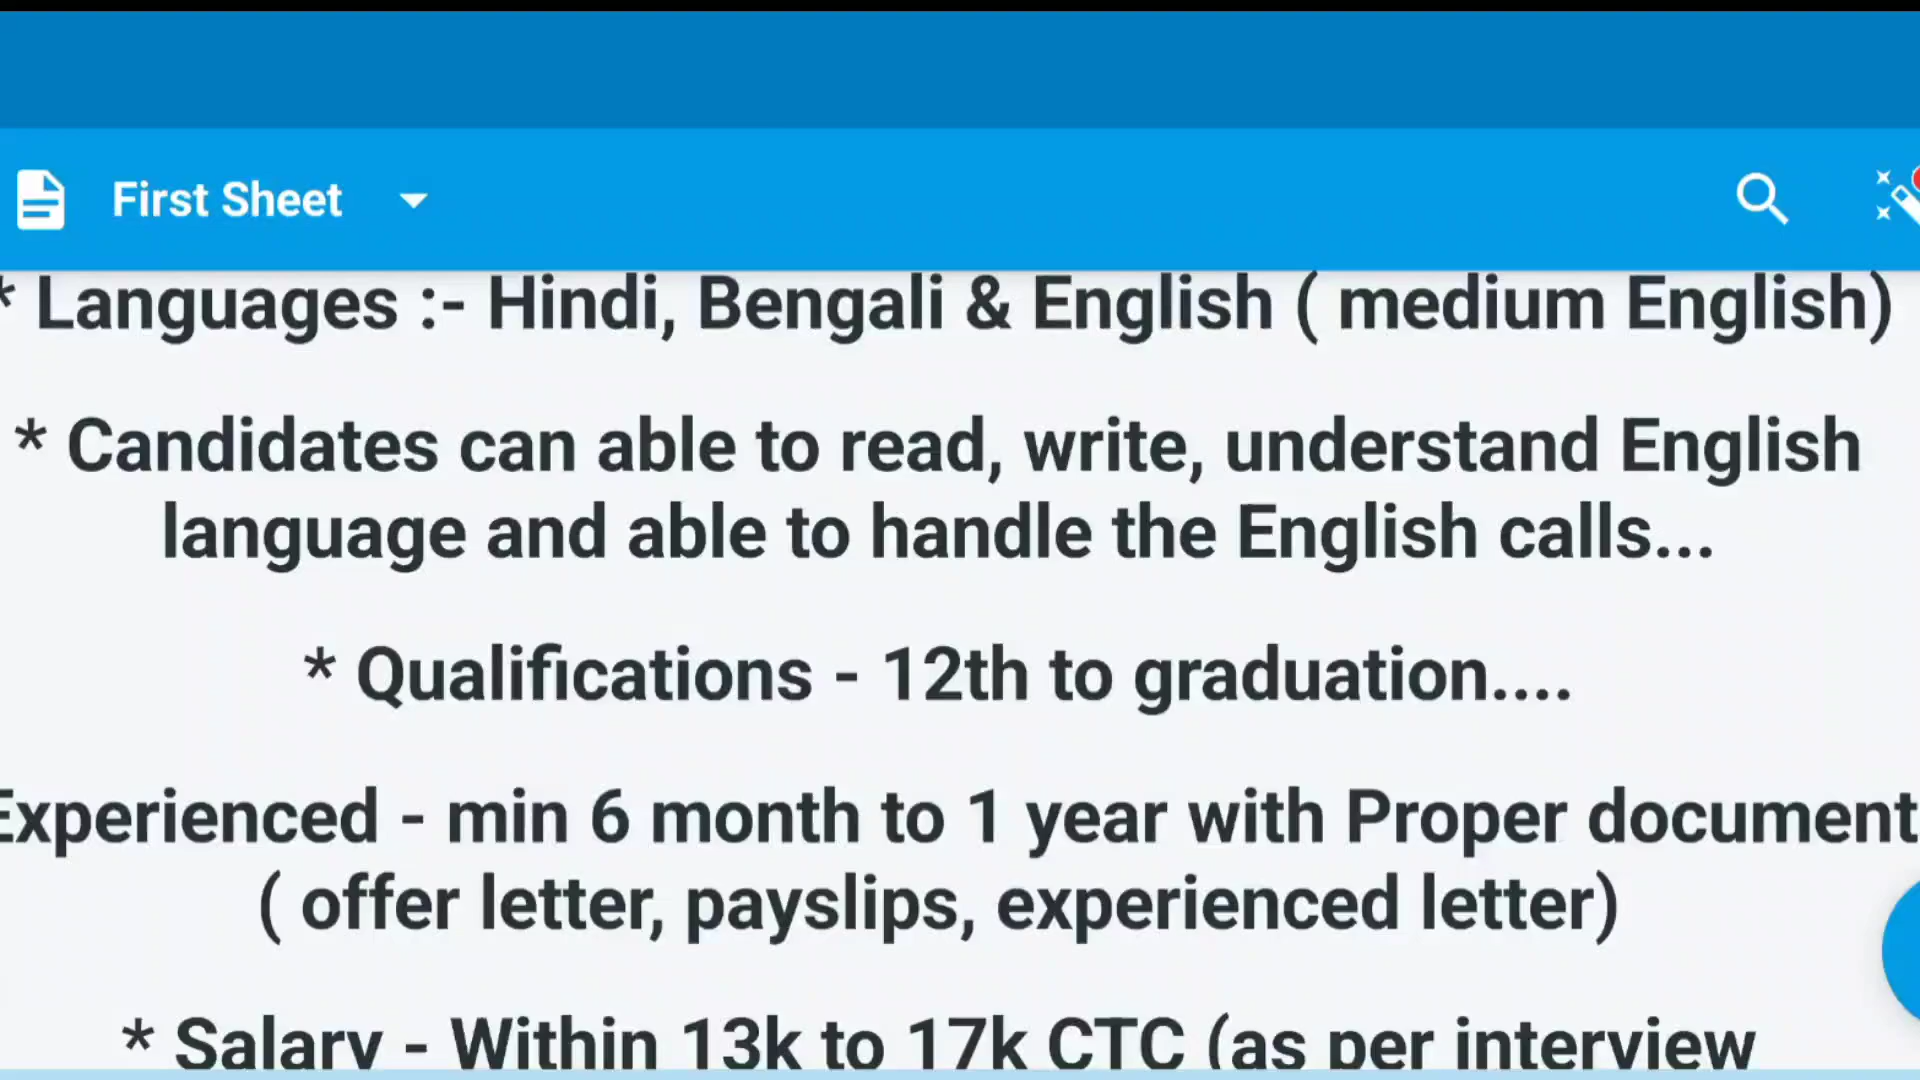 First Sheet
* Languages :- Hindi, Bengali & English ( medium English)
* Candidates can able to read, write, understand English
language and able to handle the English calls...
* Qualifications - 12th to graduation....
Experienced - min 6 month to 1 year with Proper document
( offer letter, payslips, experienced letter)
* Salary - Within 13k to 17k CTC (as per interview